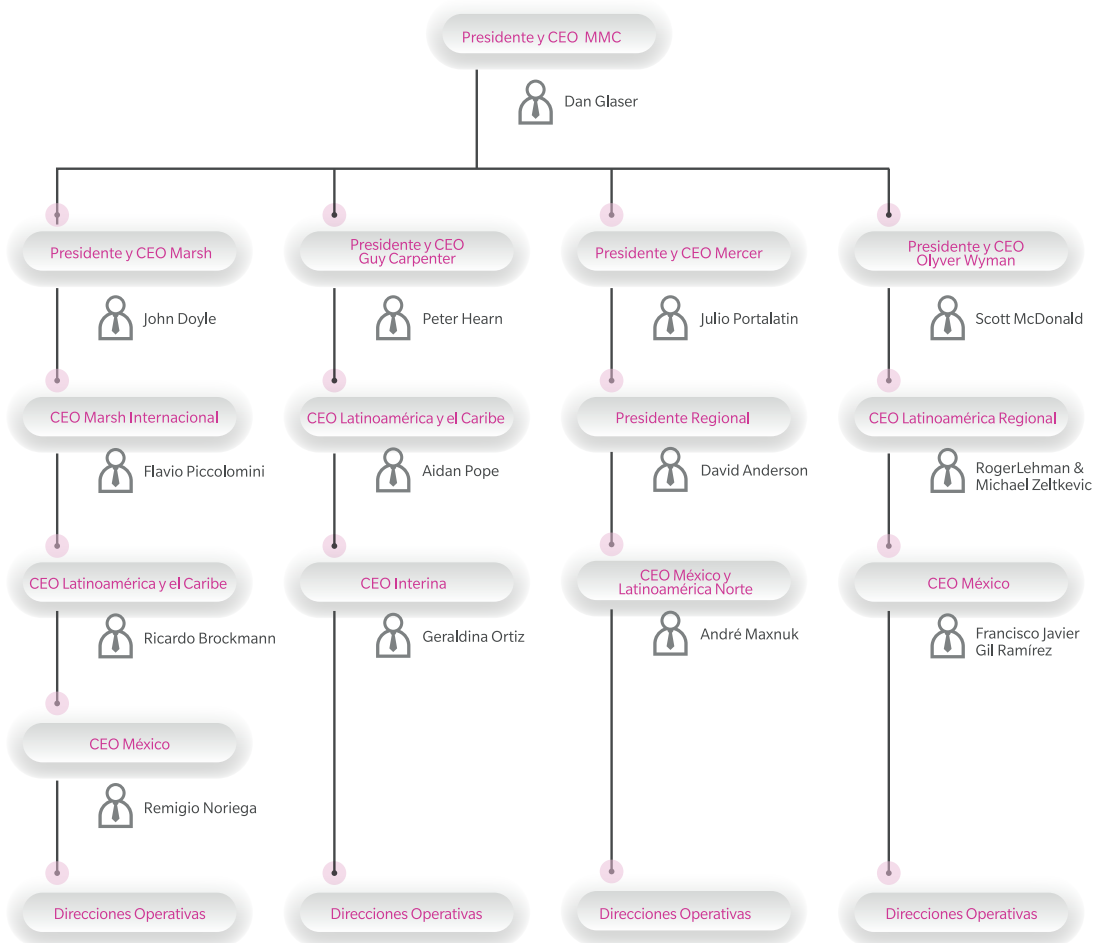 Presidente y CEO MMC
Dan Glaser
Presidente y CEO Marsh
John Doyle
CEO Marsh Internacional
Flavio Piccolomini
CEO Latinoamérica y el Caribe
Ricardo Brockmann
CEO México
Remigio Noriega
Direcciones Operativas
Presidente y CEO
Guy Carpenter
Peter Hearn
CEO Latinoamérica y el Caribe
Aidan Pope
CEO Interina
Geraldina Ortiz
Direcciones Operativas
Presidente y CEO Mercer
Julio Portalatin
Presidente Regional
David Anderson
CEO México y
Latinoamérica Norte
André Maxnuk
Direcciones Operativas
Presidente y CEO
Olyver Wyman
Scott McDonald
CEO Latinoamérica Regional
RogerLehman &
Michael Zeltkevic
CEO México
Francisco Javier
Gil Ramírez
Direcciones Operativas